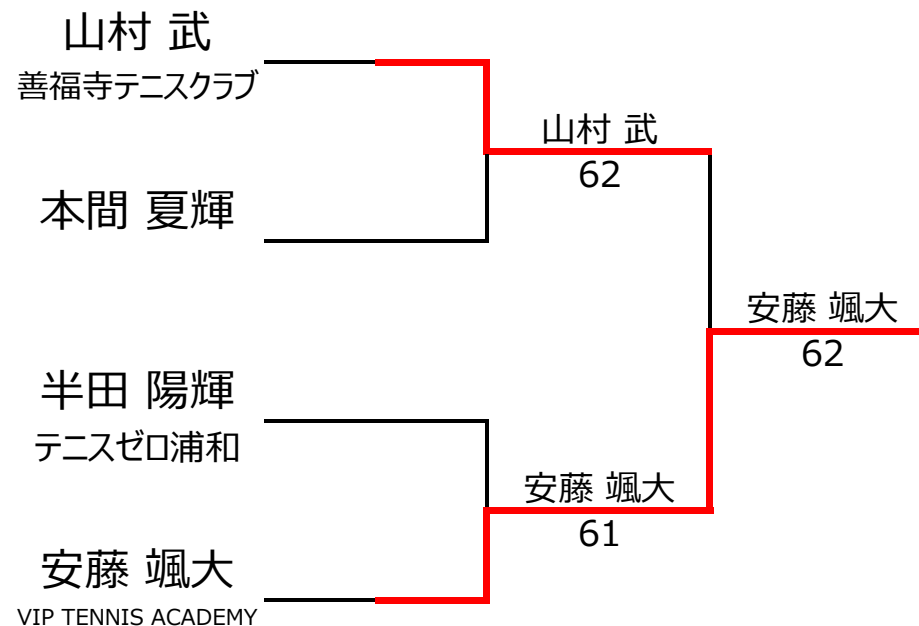 山村 武
善福寺テニスクラブ
山村 武
62
本間 夏輝
安藤 颯大
62
半田 陽輝
テニスゼロ浦和
安藤 颯大
61
安藤 颯大
VIP TENNIS ACADEMY